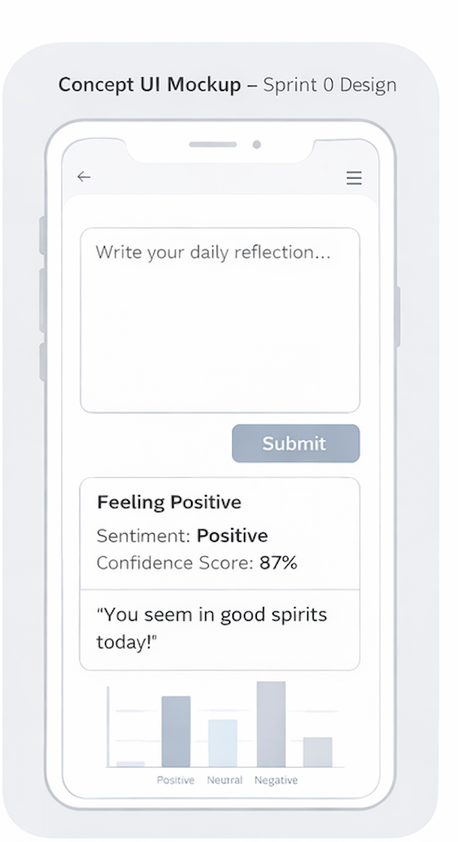 Concept UI Mockup – Sprint 0 Design
Write your daily reflection...
Submit
Feeling Positive
Sentiment: Positive
Confidence Score: 87%
"You seem in good spirits
today!"
Positive Neutral Negative